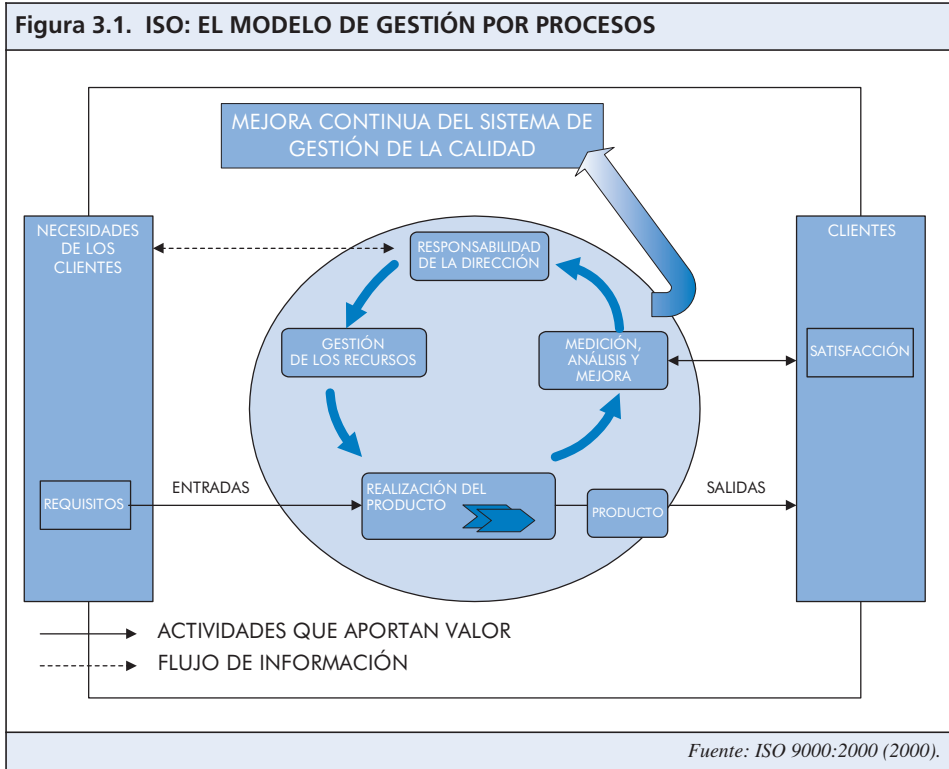 Figura 3.1. ISO: EL MODELO DE GESTIÓN POR PROCESOS
MEJORA CONTINUA DEL SISTEMA DE
GESTIÓN DE LA CALIDAD
NECESIDADES
DE LOS
CLIENTES
RESPONSABILIDAD
DE LA DIRECCIÓN
CLIENTES
GESTIÓN
DE LOS RECURSOS
MEDICIÓN,
ANÁLISIS Y
MEJORA
SATISFACCIÓN
REQUISITOS
ENTRADAS
REALIZACIÓN DEL
PRODUCTO
PRODUCTO
SALIDAS
ACTIVIDADES QUE APORTAN VALOR
FLUJO DE INFORMACIÓN
Fuente: ISO 9000:2000 (2000).